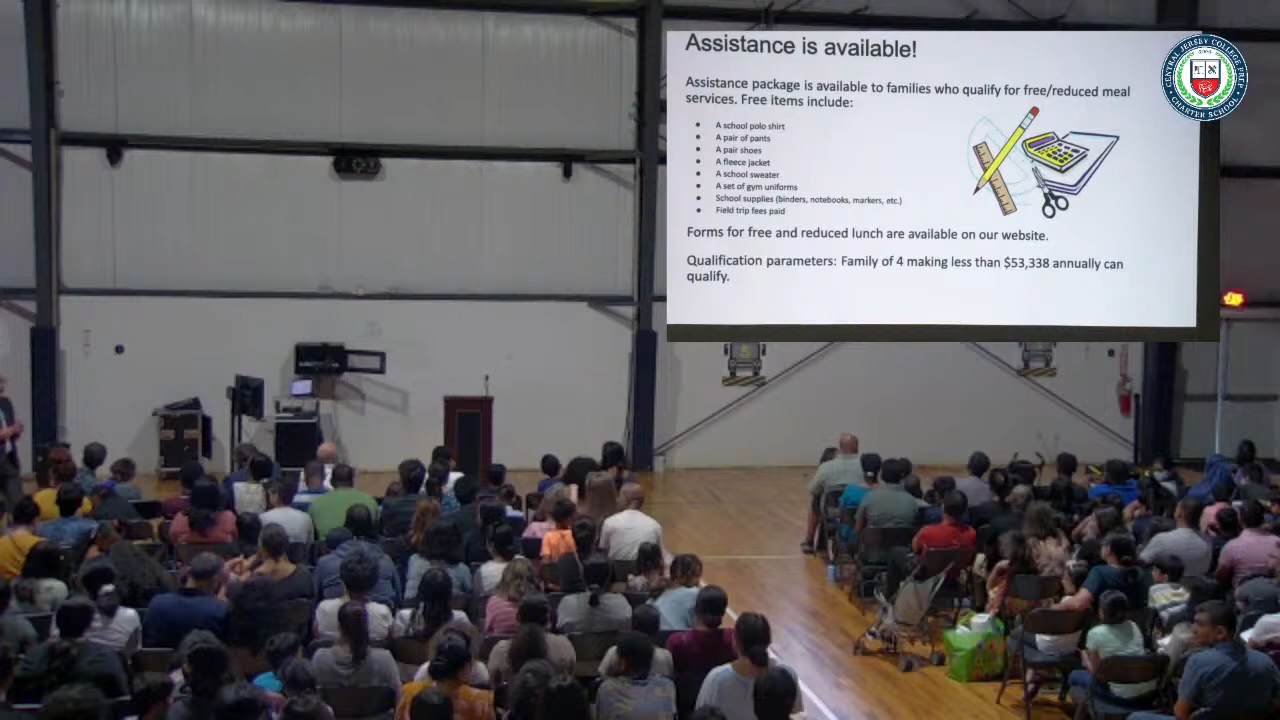 Assistance is available!
Assistance package is available to families who qualify for free/reduced meal
services. Free items include:
A school polo shirt
A pair of pants
A pair shoes
A fleece jacket
A school sweater
A set of gym uniforms
School supplies (binders, notebooks, markers, etc.)
Field trip fees paid
Forms for free and reduced lunch are available on our website.
Qualification parameters: Family of 4 making less than $53,338 annually can
qualify.
CENTRAL JERSEY COLLEGE PREP
CHARTER SCHOOL